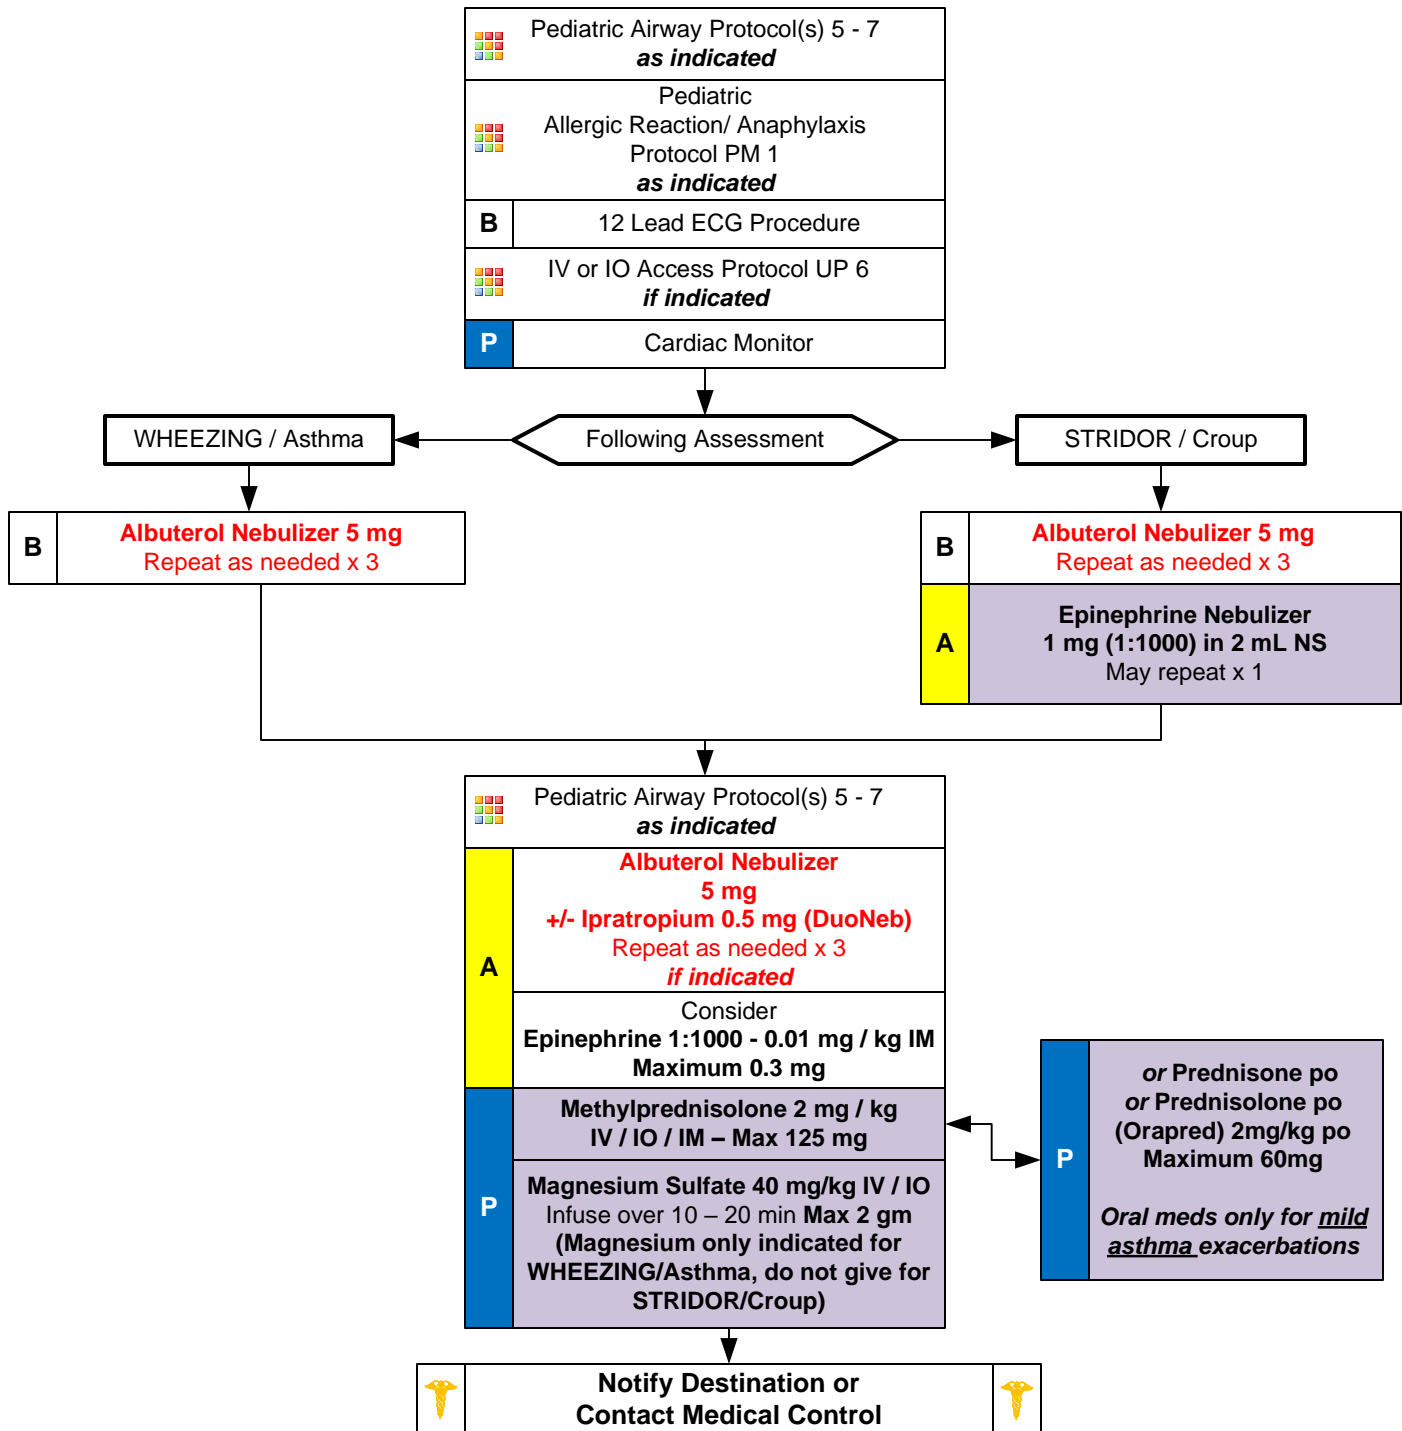 Pediatric Airway Protocol(s) 5 - 7
as indicated
Pediatric
Allergic Reaction/ Anaphylaxis
Protocol PM 1
as indicated
B
12 Lead ECG Procedure
IV or IO Access Protocol UP 6
if indicated
P
Cardiac Monitor
WHEEZING / Asthma
Following Assessment
STRIDOR / Croup
B
Albuterol Nebulizer 5 mg
Repeat as needed x 3
B
Albuterol Nebulizer 5 mg
Repeat as needed x 3
A
Epinephrine Nebulizer
1 mg (1:1000) in 2 mL NS
May repeat x 1
Pediatric Airway Protocol(s) 5 - 7
as indicated
A
Albuterol Nebulizer
5 mg
+/- Ipratropium 0.5 mg (DuoNeb)
Repeat as needed x 3
if indicated
Consider
Epinephrine 1:1000 - 0.01 mg / kg IM
Maximum 0.3 mg
P
Methylprednisolone 2 mg / kg
IV / IO / IM – Max 125 mg
Magnesium Sulfate 40 mg/kg IV / IO
Infuse over 10 – 20 min Max 2 gm
(Magnesium only indicated for
WHEEZING/Asthma, do not give for
STRIDOR/Croup)
P
or Prednisone po
or Prednisolone po
(Orapred) 2mg/kg po
Maximum 60mg
Oral meds only for mild
asthma exacerbations
Notify Destination or
Contact Medical Control